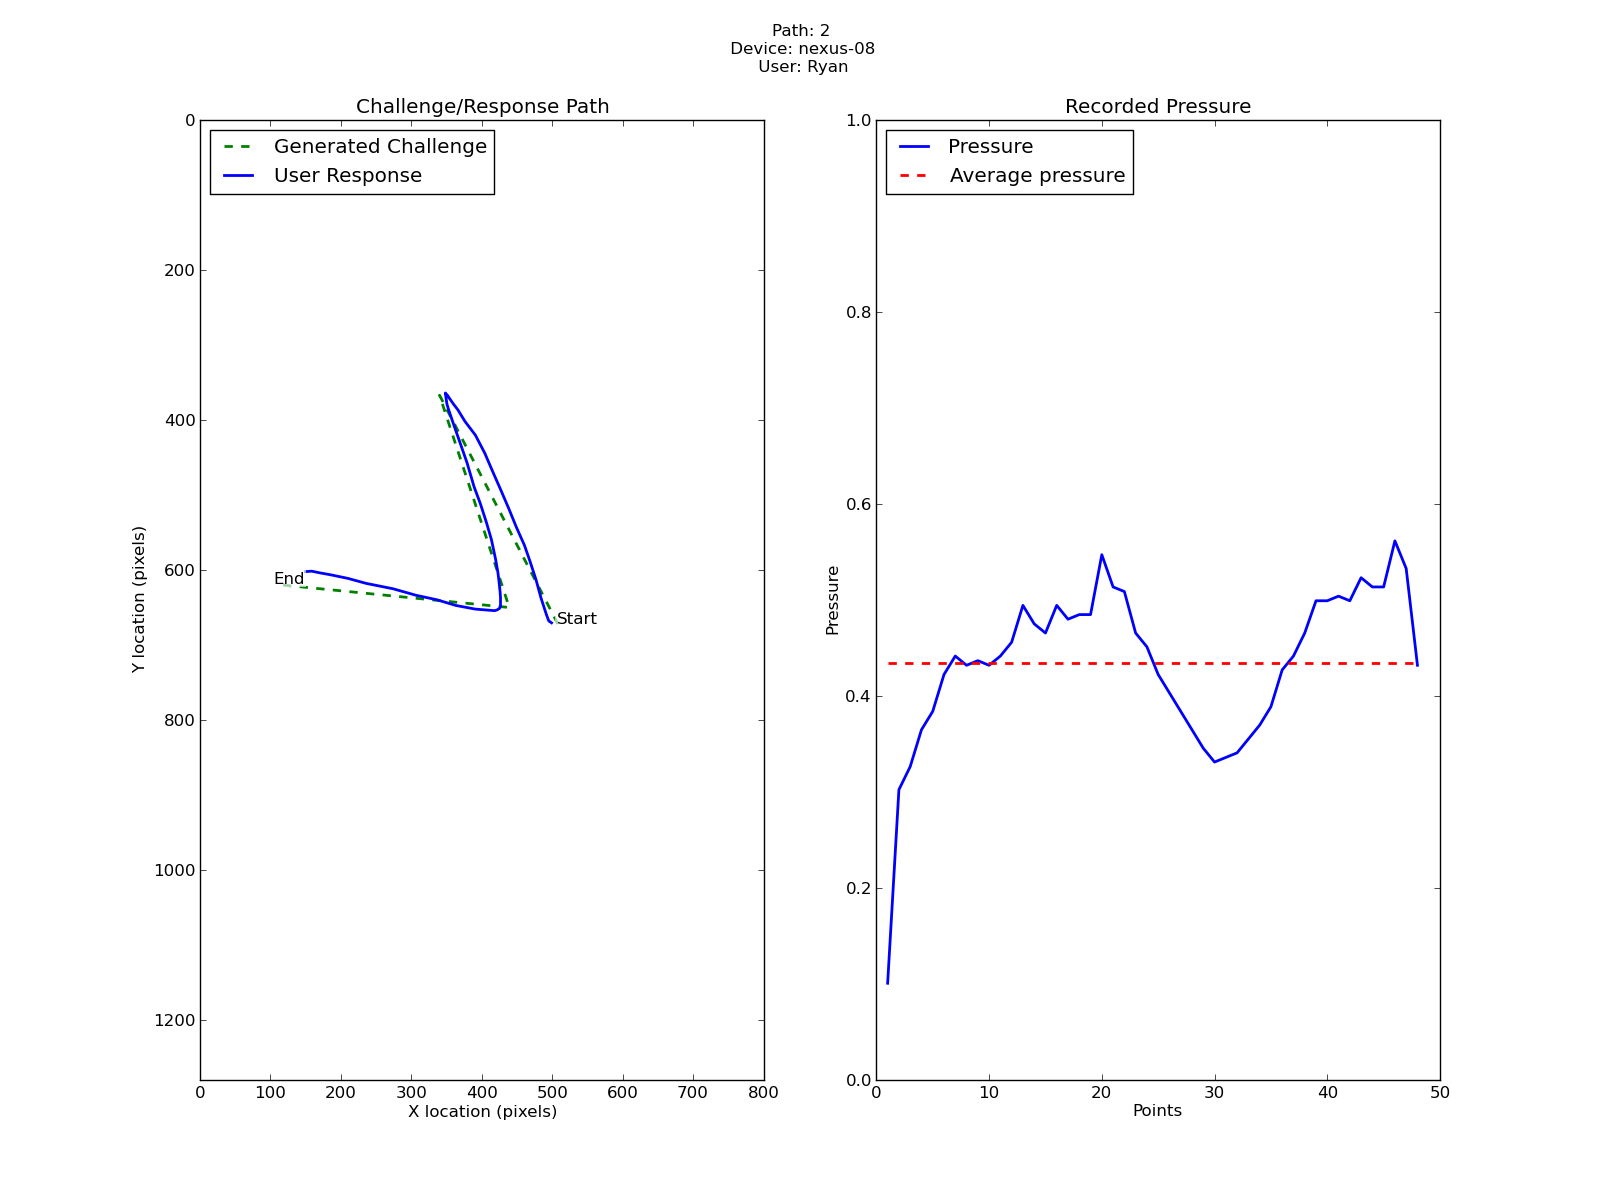 Path: 2
Device: nexus-08
User: Ryan
Challenge/Response Path
Generated Challenge
User Response
0
200
400
600
800
1000
1200
Y location (pixels)
End
Start
0 100 200 300 400 500 600 700 800
X location (pixels)
Recorded Pressure
Pressure
Average pressure
1.0
0.8
0.6
0.4
0.2
0.0
Pressure
0 10 20 30 40 50
Points